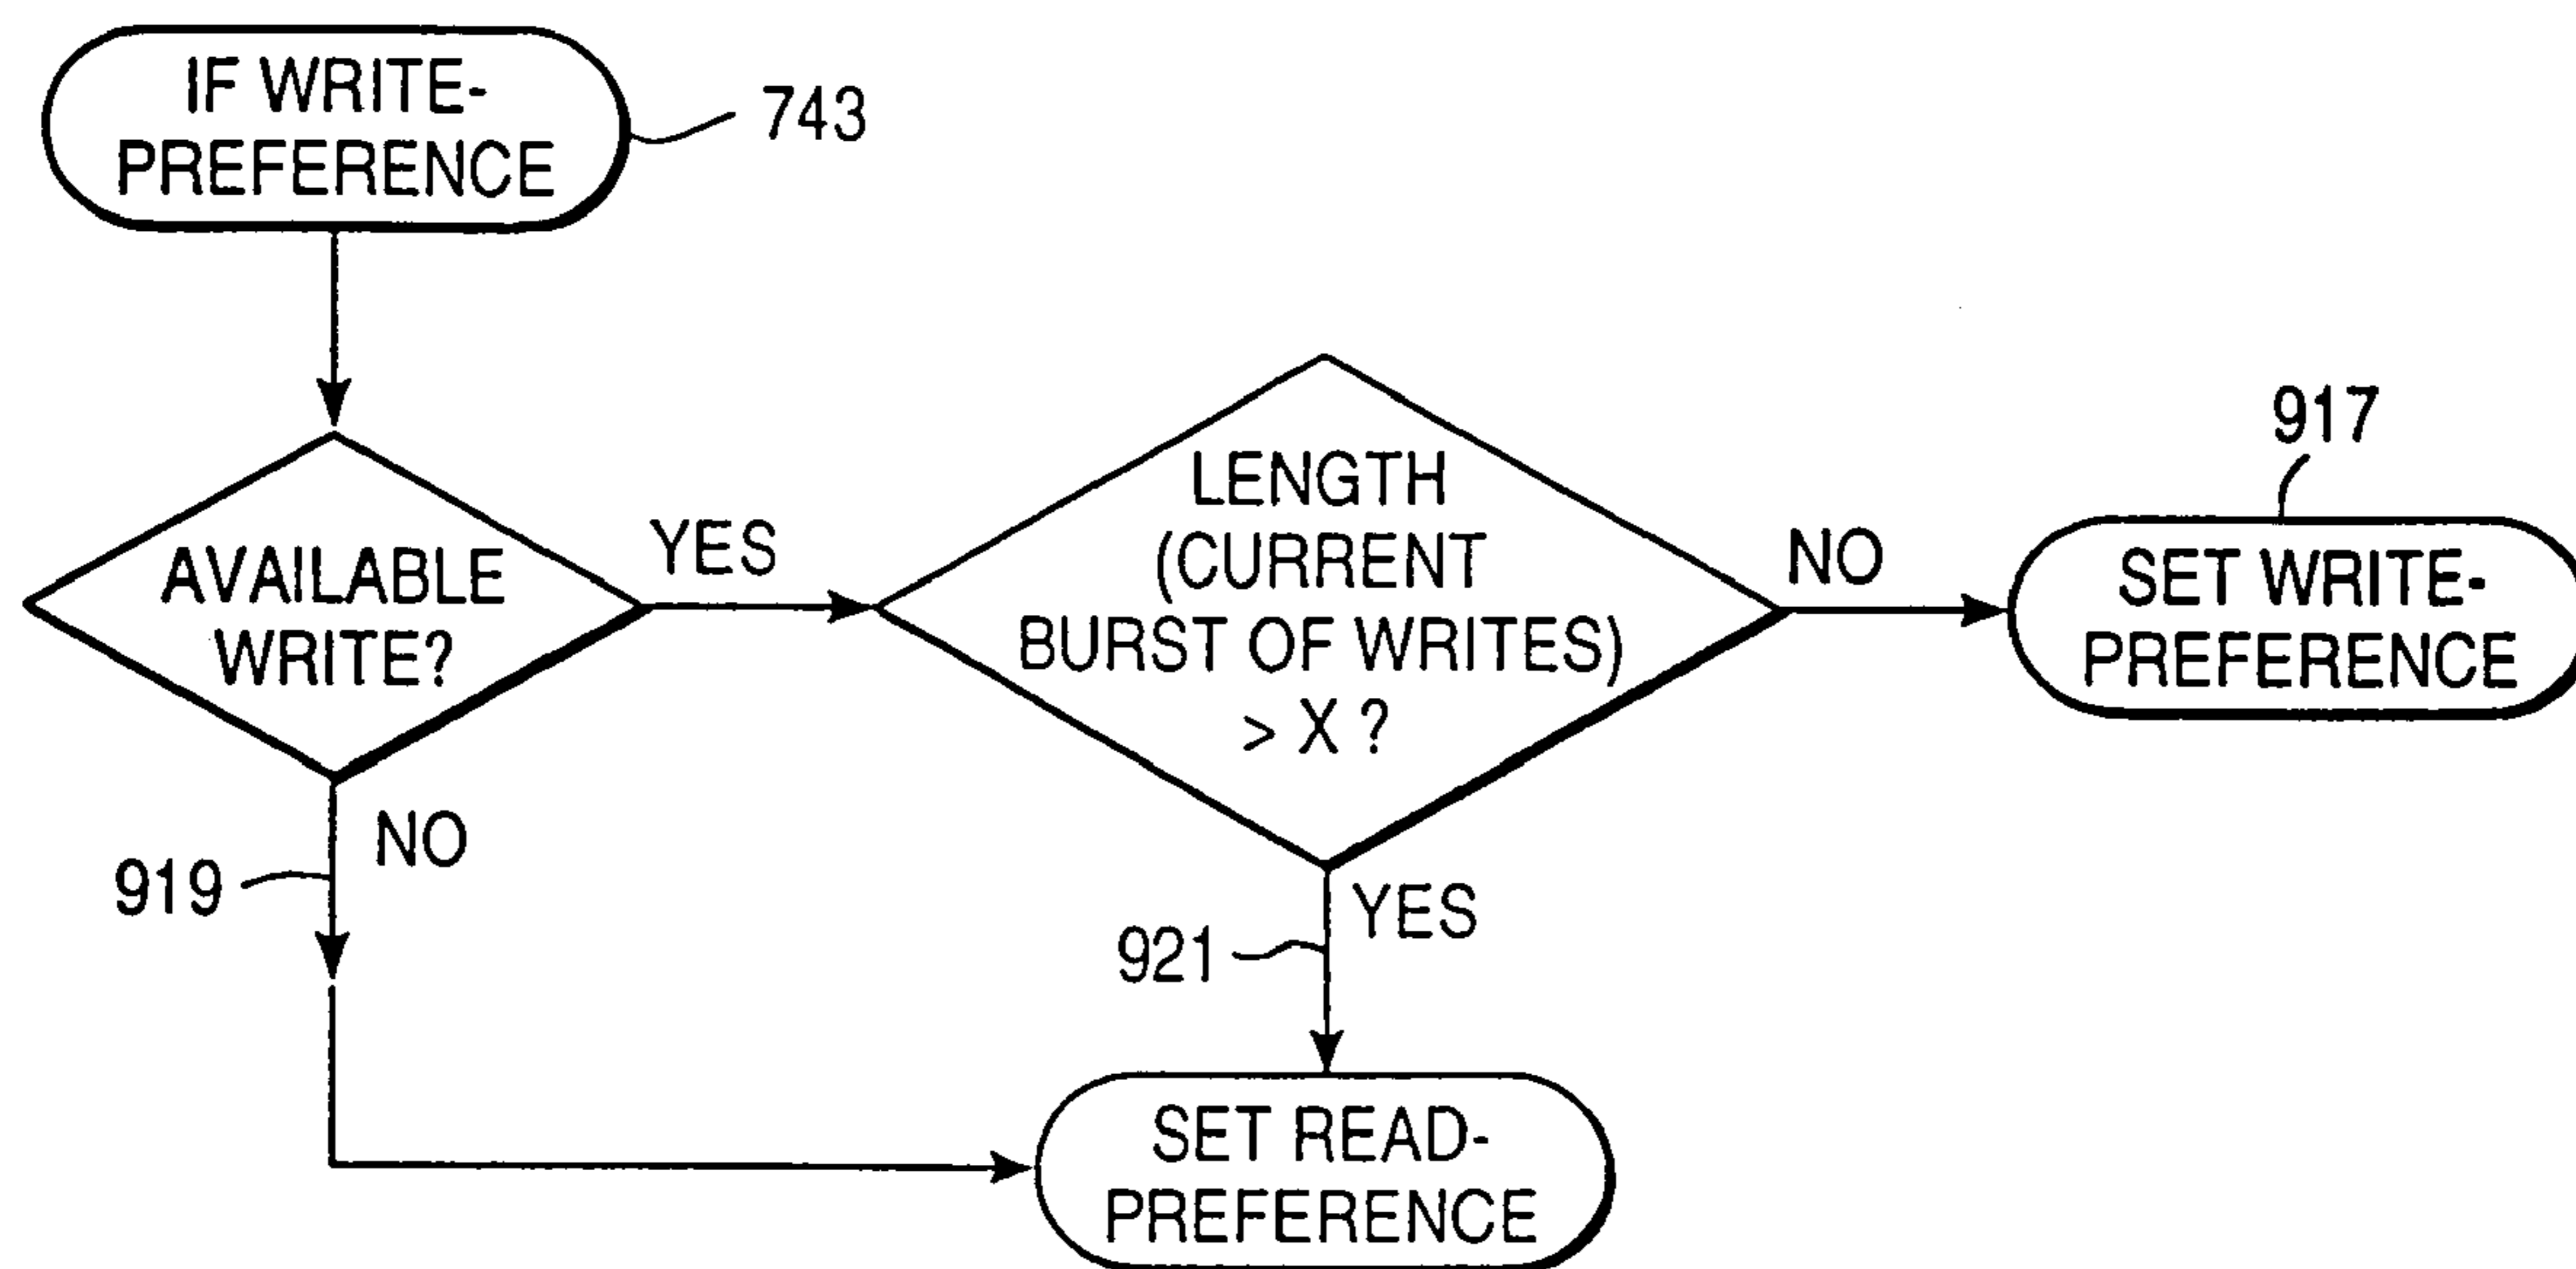 IF WRITE-
PREFERENCE
743
AVAILABLE
WRITE?
YES
LENGTH
(CURRENT
BURST OF WRITES)
> X ?
NO
917
SET WRITE-
PREFERENCE
NO
919
YES
921
SET READ-
PREFERENCE